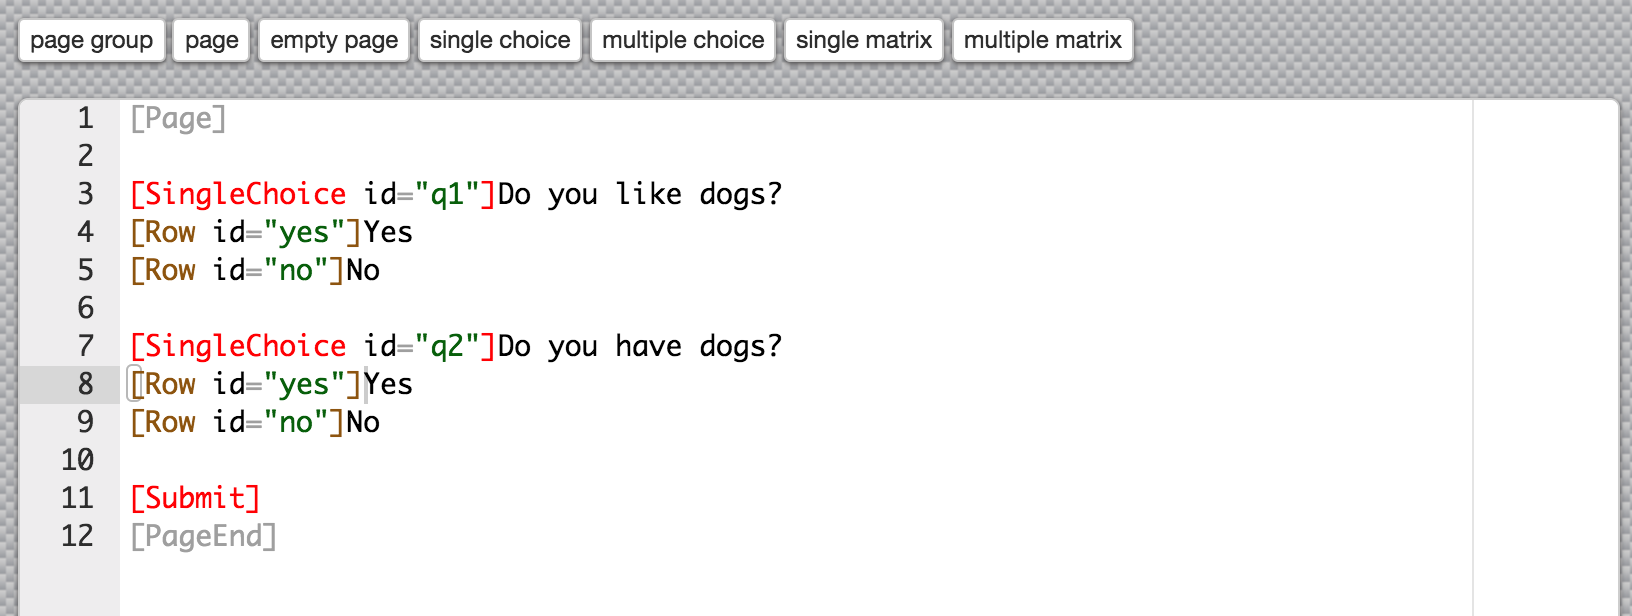 page group page empty page single choice multiple choice single matrix multiple matrix
1 [Page]
2
3 [SingleChoice id="q1"]Do you like dogs?
4 [Row id="yes"]Yes
5 [Row id="no"]No
6
7 [SingleChoice id="q2"]Do you have dogs?
8 [Row id="yes"]Yes
9 [Row id="no"]No
10
11 [Submit]
12 [PageEnd]